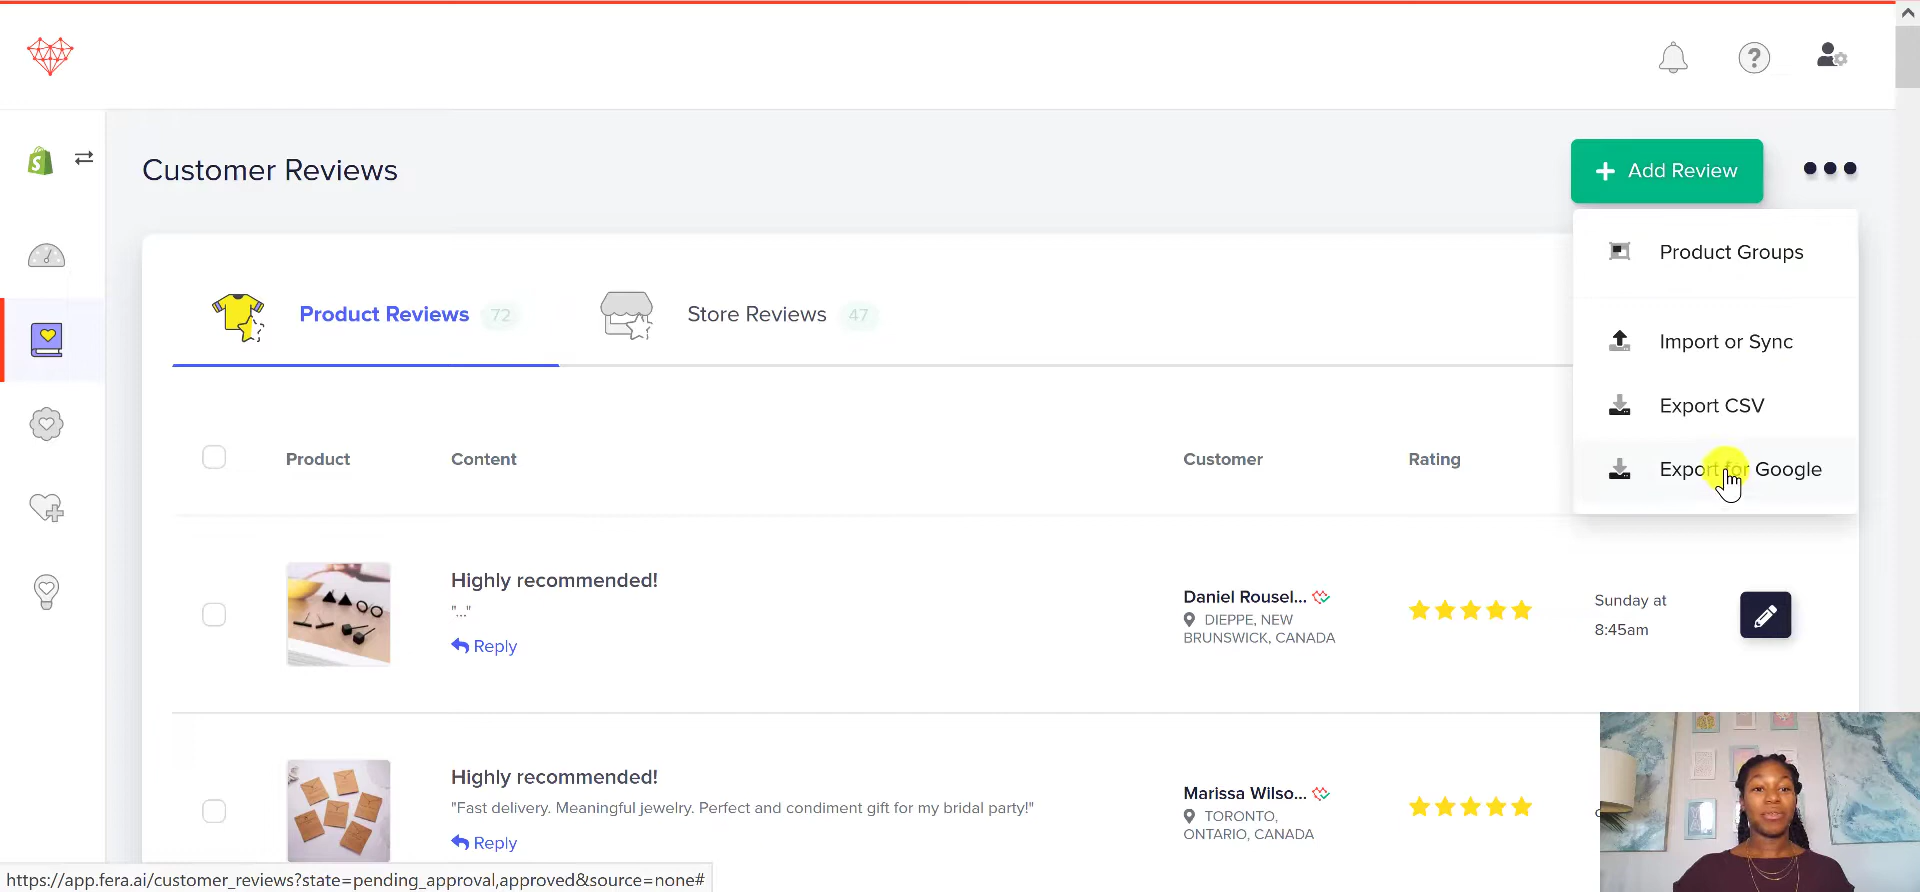 Customer Reviews
+ Add Review
Product Groups
Import or Sync
Export CSV
Export for Google
Product Reviews 72
Store Reviews 47
Product Content Customer Rating
Highly recommended!
"..."
Reply
Daniel Rousel...
DIEPPE, NEW
BRUNSWICK, CANADA
Sunday at
8:45am
Highly recommended!
"Fast delivery. Meaningful jewelry. Perfect and condiment gift for my bridal party!"
Reply
Marissa Wilso...
TORONTO,
ONTARIO, CANADA
https://app.fera.ai/customer_reviews?state=pending_approval,approved&source=none#